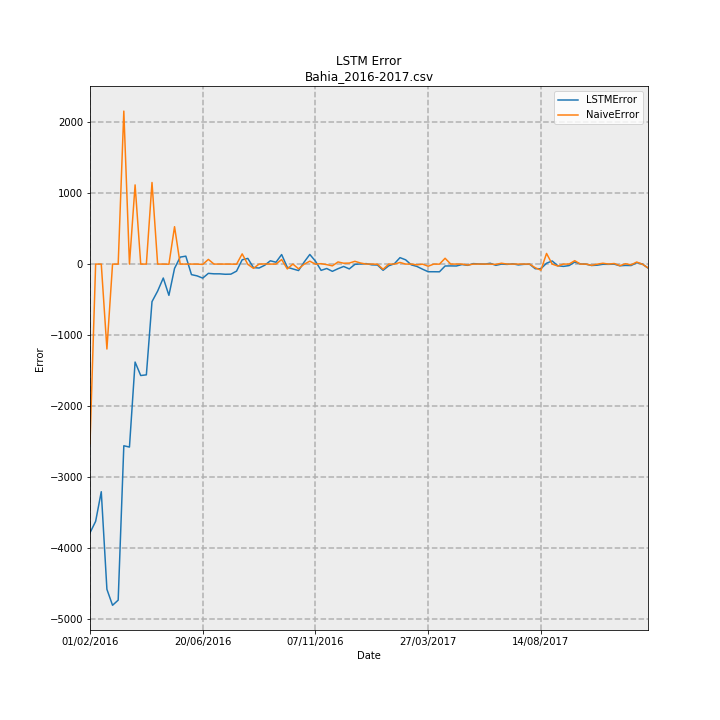 LSTM Error
Bahia_2016-2017.csv
LSTMError
NaiveError
2000
1000
0
−1000
−2000
−3000
−4000
−5000
Error
01/02/2016 20/06/2016 07/11/2016 27/03/2017 14/08/2017
Date